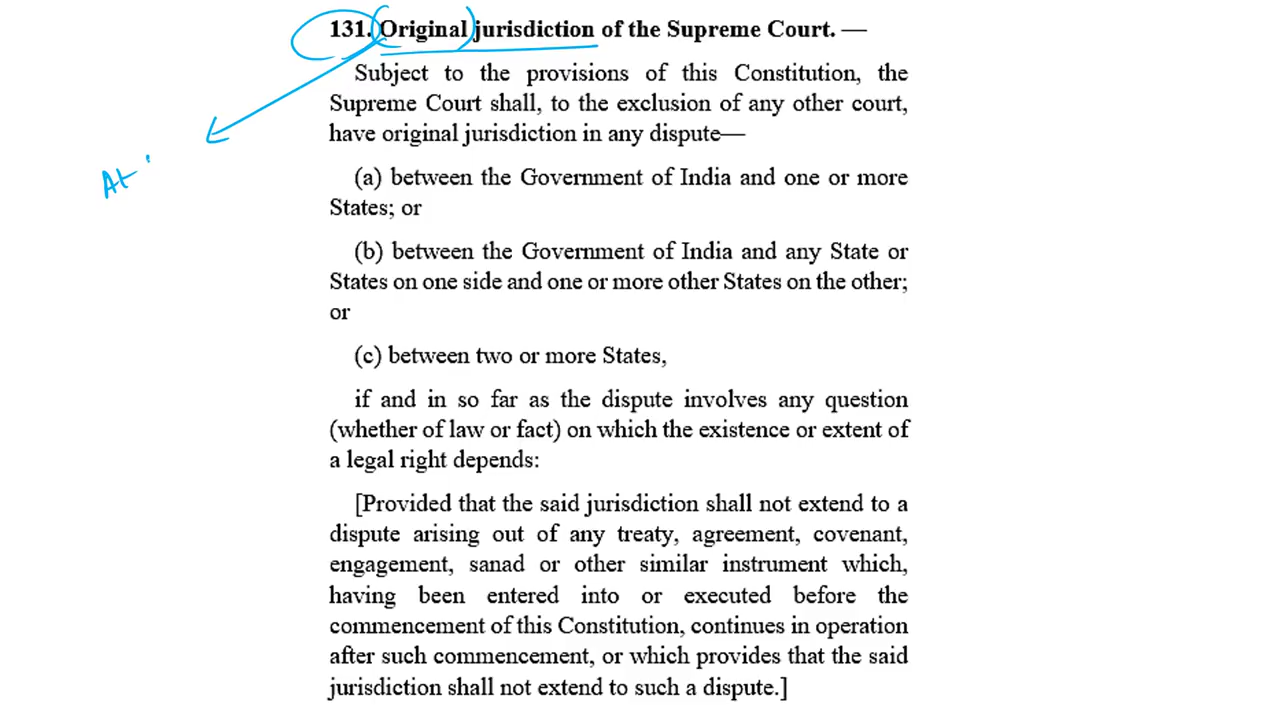 131. (Original) jurisdiction of the Supreme Court. —
Subject to the provisions of this Constitution, the
Supreme Court shall, to the exclusion of any other court,
have original jurisdiction in any dispute—
At
(a) between the Government of India and one or more
States; or
(b) between the Government of India and any State or
States on one side and one or more other States on the other;
or
(c) between two or more States,
if and in so far as the dispute involves any question
(whether of law or fact) on which the existence or extent of
a legal right depends:
[Provided that the said jurisdiction shall not extend to a
dispute arising out of any treaty, agreement, covenant,
engagement, sanad or other similar instrument which,
having been entered into or executed before the
commencement of this Constitution, continues in operation
after such commencement, or which provides that the said
jurisdiction shall not extend to such a dispute.]